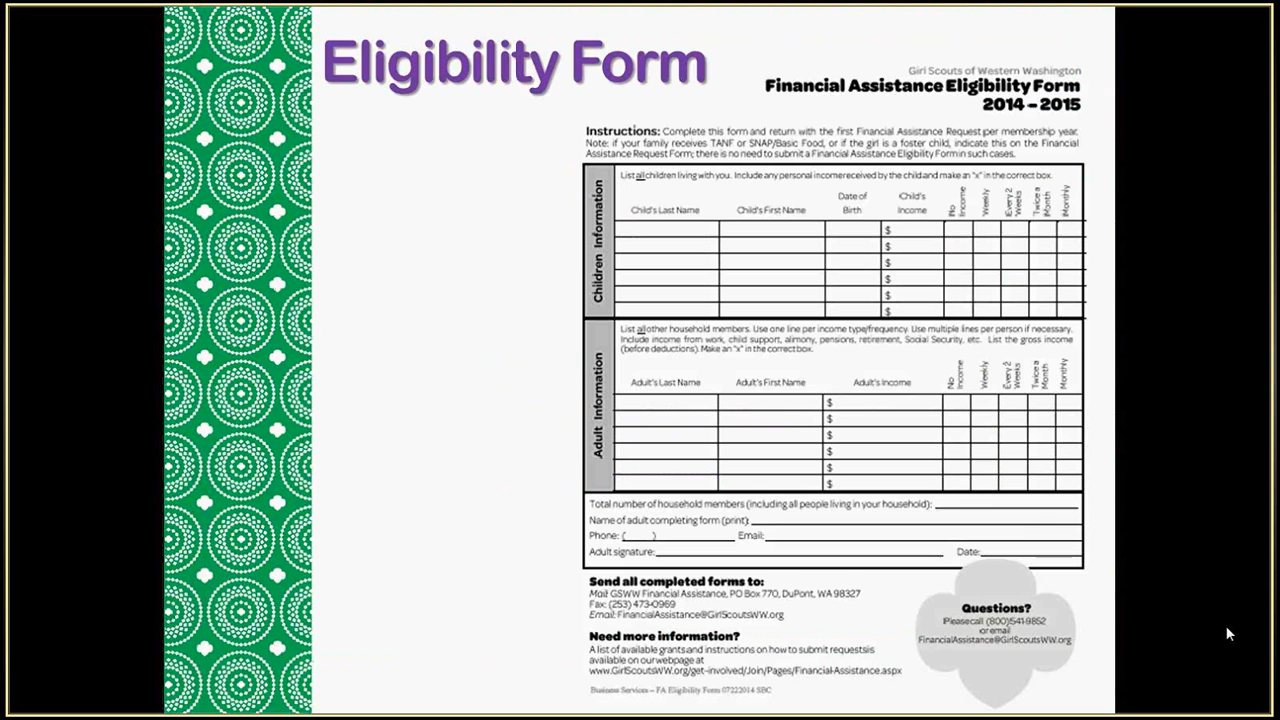 Eligibility Form
Girl Scouts of Western Washington
Financial Assistance Eligibility Form
2014 – 2015
Instructions: Complete this form and return with the first Financial Assistance Request per membership year.
Note: if your family receives TANF or SNAP/Basic Food, or if the girl is a foster child, indicate this on the Financial
Assistance Request Form; there is no need to submit a Financial Assistance Eligibility Form in such cases.
Children Information
List all children living with you. Include any personal income received by the child and make an "x" in the correct box.
Child's Last Name Child's First Name Date of Birth Child's Income No Income Weekly Every 2 Weeks Twice a Month Monthly
$
$
$
$
$
$
Adult Information
List all other household members. Use one line per income type/frequency. Use multiple lines per person if necessary.
Include income from work, child support, alimony, pensions, retirement, Social Security, etc. List the gross income
(before deductions). Make an "x" in the correct box.
Adult's Last Name Adult's First Name Adult's Income No Income Weekly Every 2 Weeks Twice a Month Monthly
$
$
$
$
$
$
Total number of household members (including all people living in your household):
Name of adult completing form (print):
Phone: ( ) Email:
Adult signature: Date:
Send all completed forms to:
Mail: GSWW Financial Assistance, PO Box 770, DuPont, WA 98327
Fax: (253) 473-0969
Email: FinancialAssistance@GirlScoutsWW.org
Need more information?
A list of available grants and instructions on how to submit requests is
available on our webpage at
www.GirlScoutsWW.org/get-involved/Join/Pages/Financial-Assistance.aspx
Business Services – FA Eligibility Form 07222014 SBC
Questions?
Please call (800)541-9852
or email
FinancialAssistance@GirlScoutsWW.org